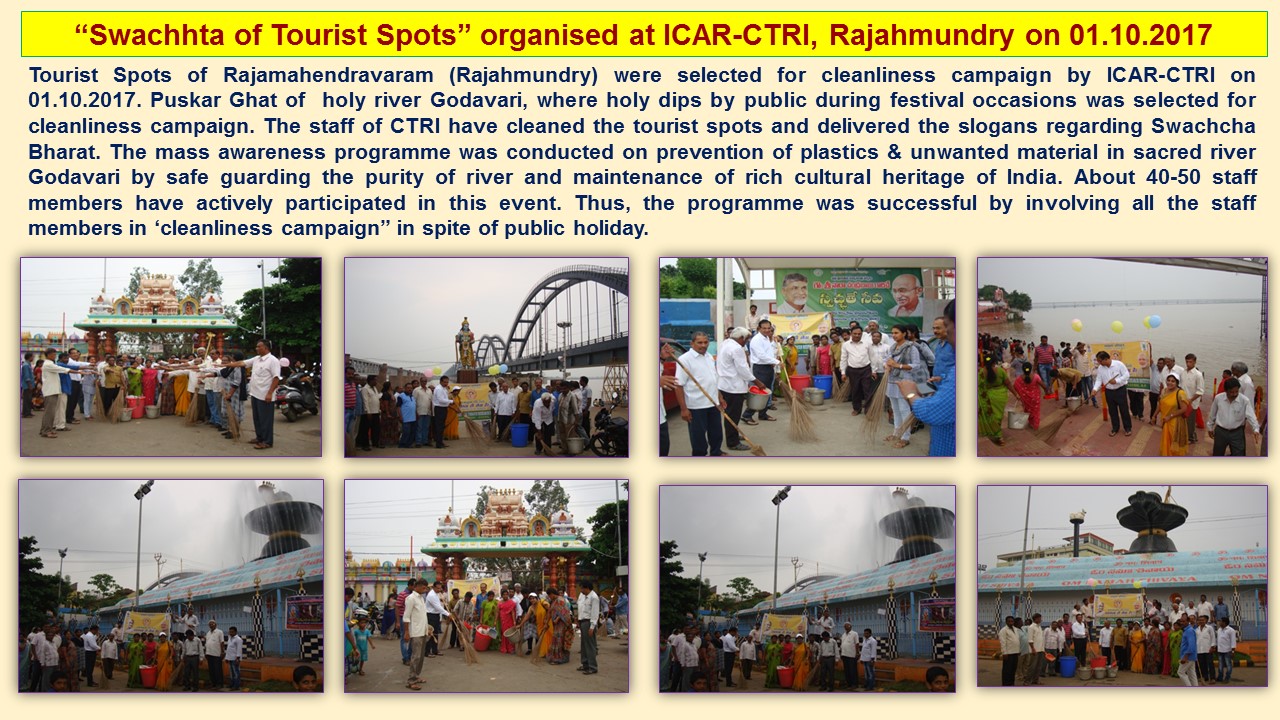 “Swachhta of Tourist Spots” organised at ICAR-CTRI, Rajahmundry on 01.10.2017
Tourist Spots of Rajamahendravaram (Rajahmundry) were selected for cleanliness campaign by ICAR-CTRI on
01.10.2017. Puskar Ghat of holy river Godavari, where holy dips by public during festival occasions was selected for
cleanliness campaign. The staff of CTRI have cleaned the tourist spots and delivered the slogans regarding Swachcha
Bharat. The mass awareness programme was conducted on prevention of plastics & unwanted material in sacred river
Godavari by safe guarding the purity of river and maintenance of rich cultural heritage of India. About 40-50 staff
members have actively participated in this event. Thus, the programme was successful by involving all the staff
members in ‘cleanliness campaign” in spite of public holiday.
స్వచ్ఛతే సేవ
OM NAMAH SHIVAYA